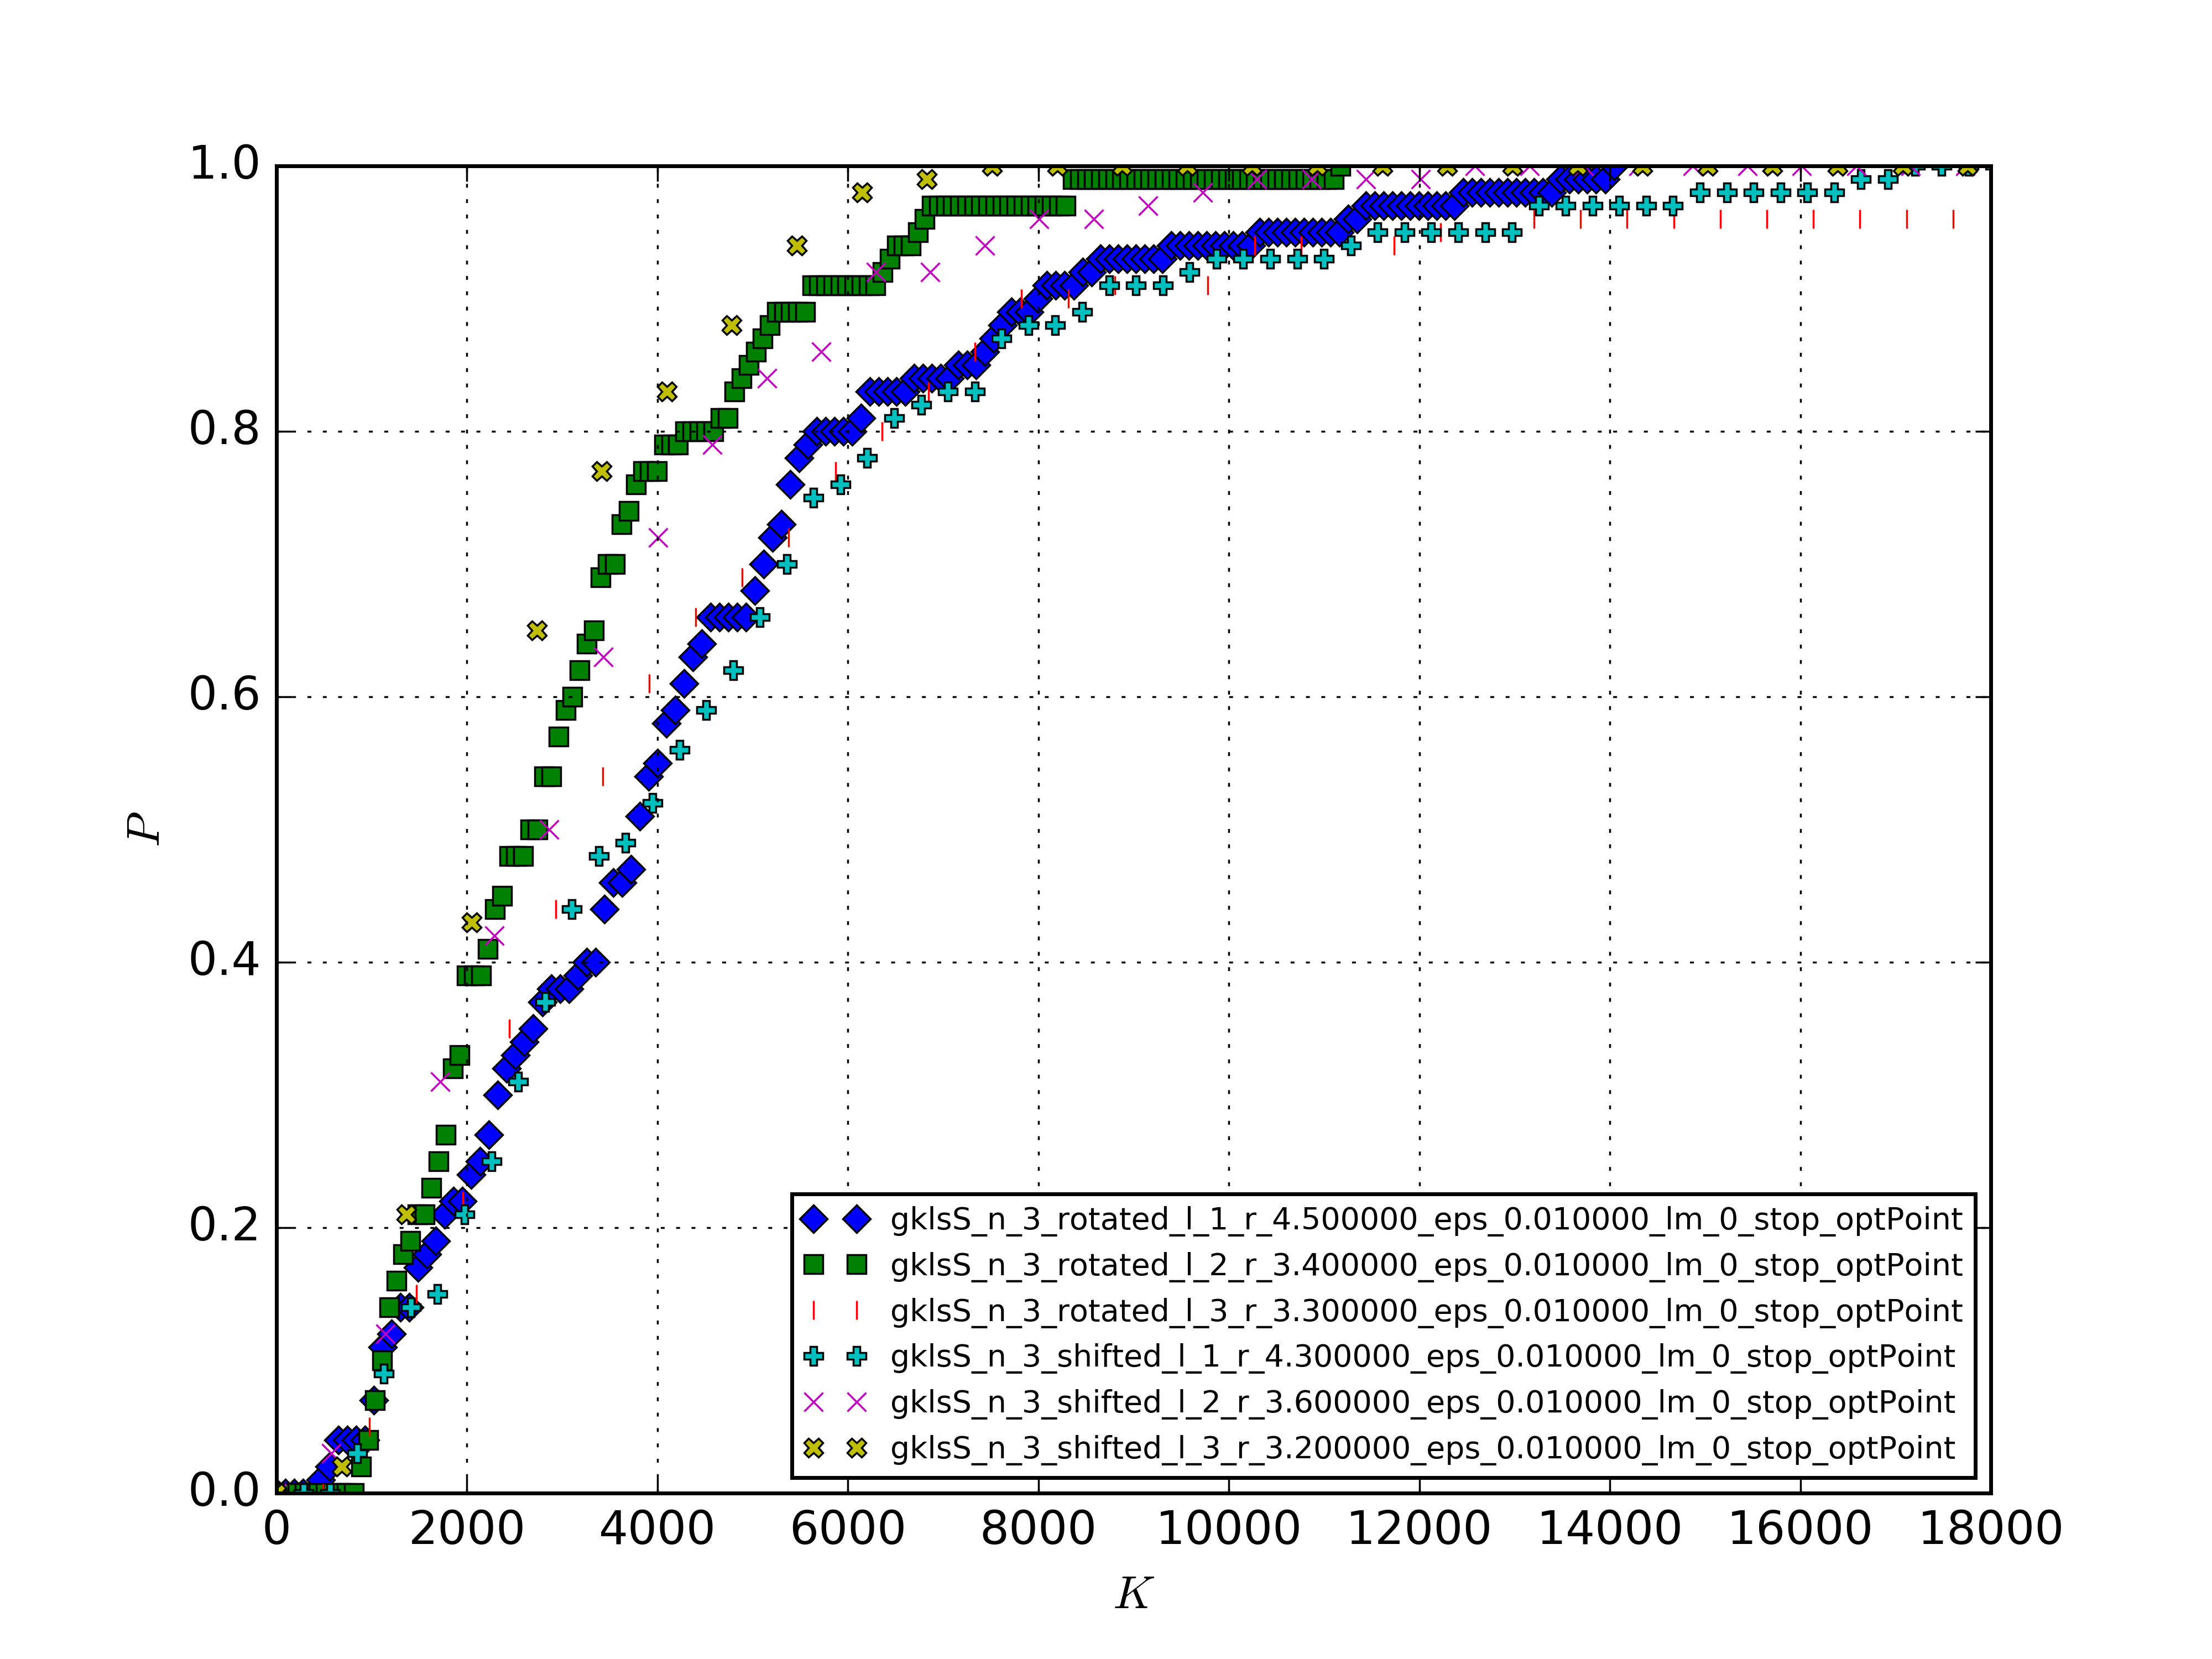 1.0
0.8
0.6
0.4
0.2
0.0
P
gklsS_n_3_rotated_l_1_r_4.500000_eps_0.010000_lm_0_stop_optPoint
gklsS_n_3_rotated_l_2_r_3.400000_eps_0.010000_lm_0_stop_optPoint
gklsS_n_3_rotated_l_3_r_3.300000_eps_0.010000_lm_0_stop_optPoint
gklsS_n_3_shifted_l_1_r_4.300000_eps_0.010000_lm_0_stop_optPoint
gklsS_n_3_shifted_l_2_r_3.600000_eps_0.010000_lm_0_stop_optPoint
gklsS_n_3_shifted_l_3_r_3.200000_eps_0.010000_lm_0_stop_optPoint
0 2000 4000 6000 8000 10000 12000 14000 16000 18000
K